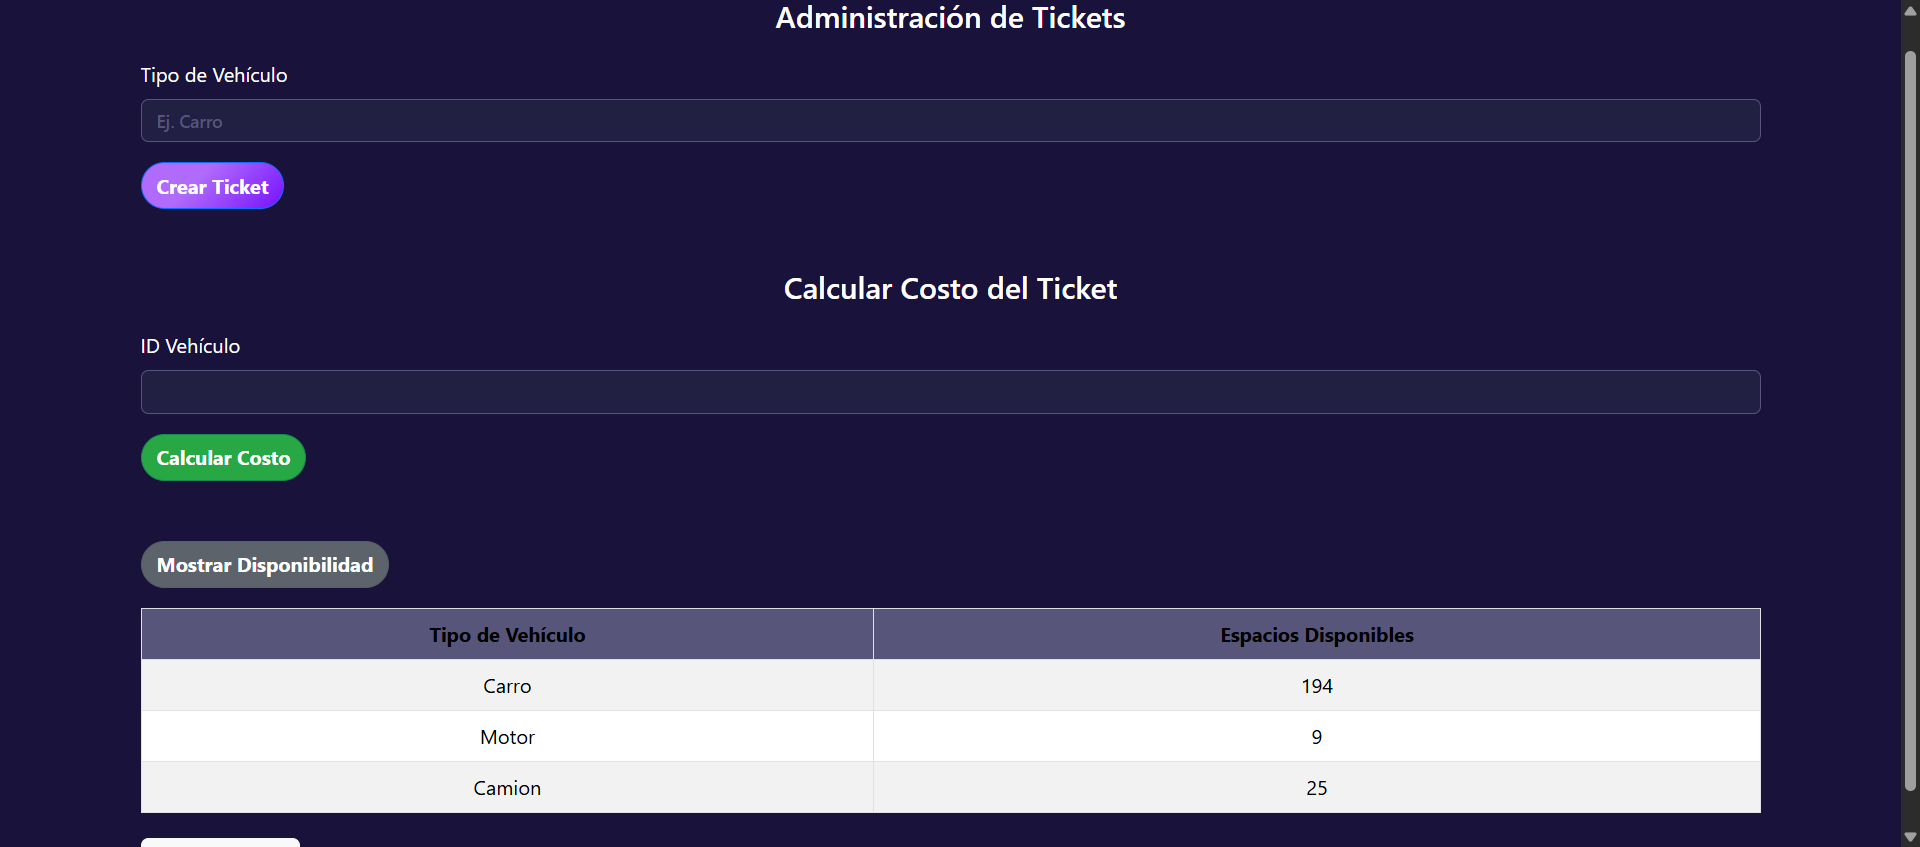 Administración de Tickets
Tipo de Vehículo
Ej. Carro
Crear Ticket
Calcular Costo del Ticket
ID Vehículo
Calcular Costo
Mostrar Disponibilidad
Tipo de Vehículo Espacios Disponibles
Carro 194
Motor 9
Camion 25